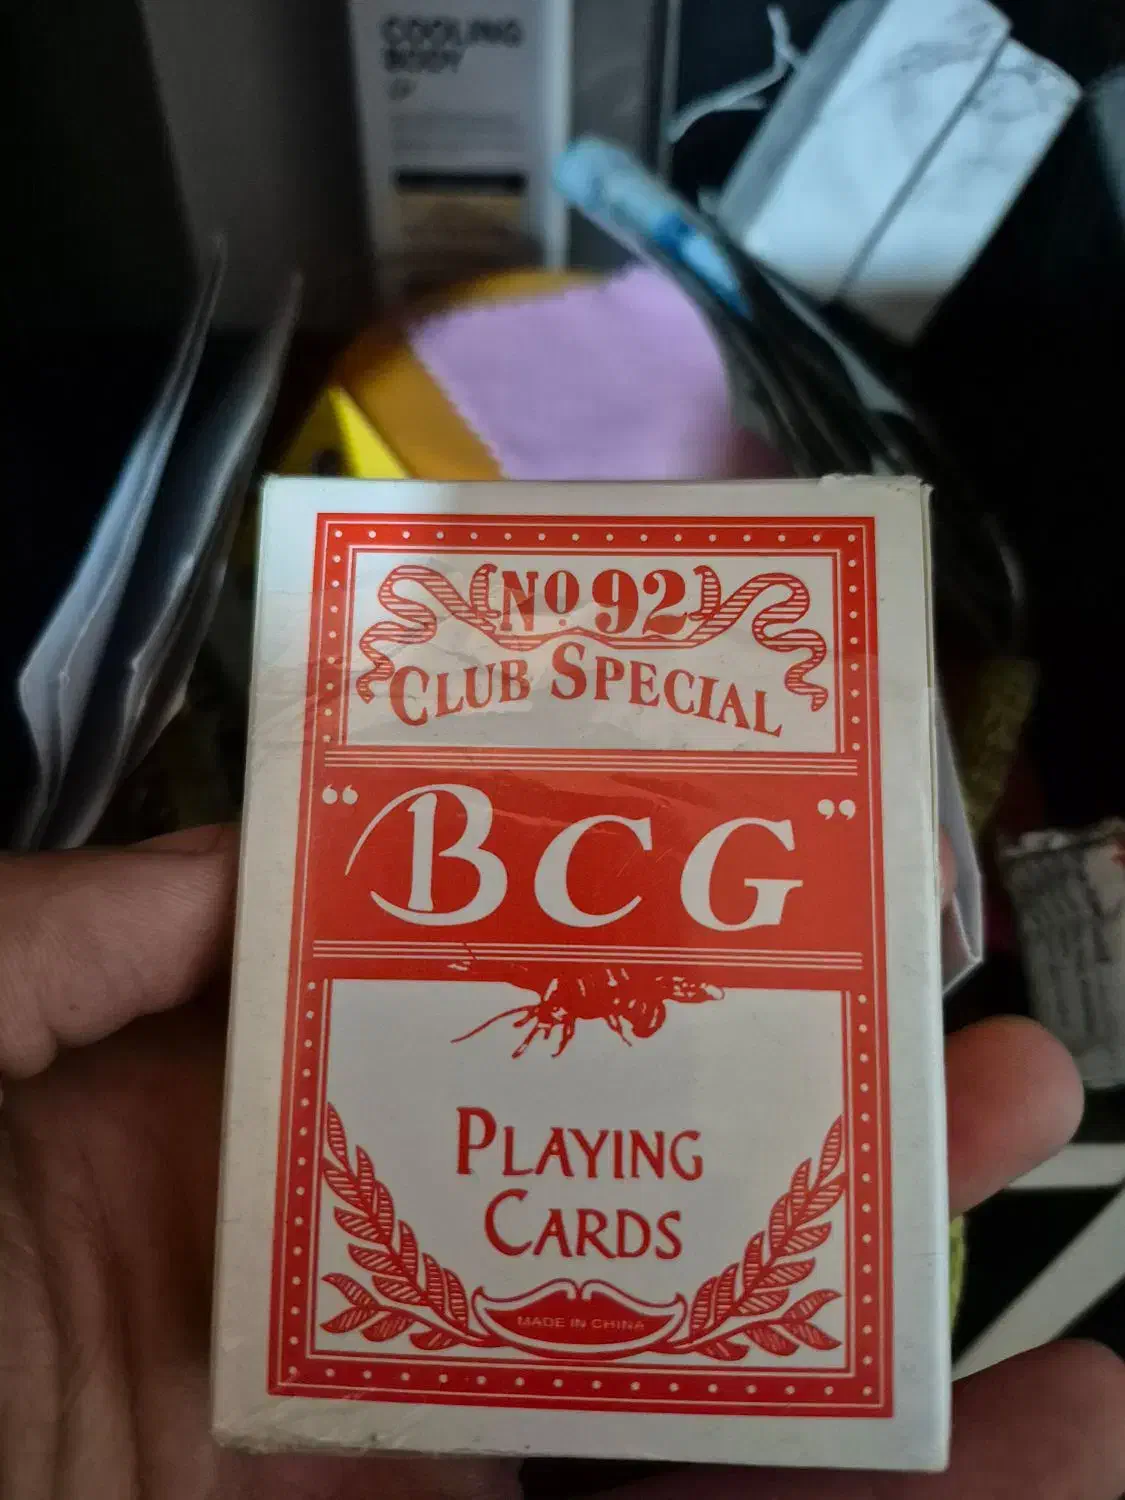 COOLING
BODY
No. 92
CLUB SPECIAL
"BCG"
PLAYING
CARDS
MADE IN CHINA